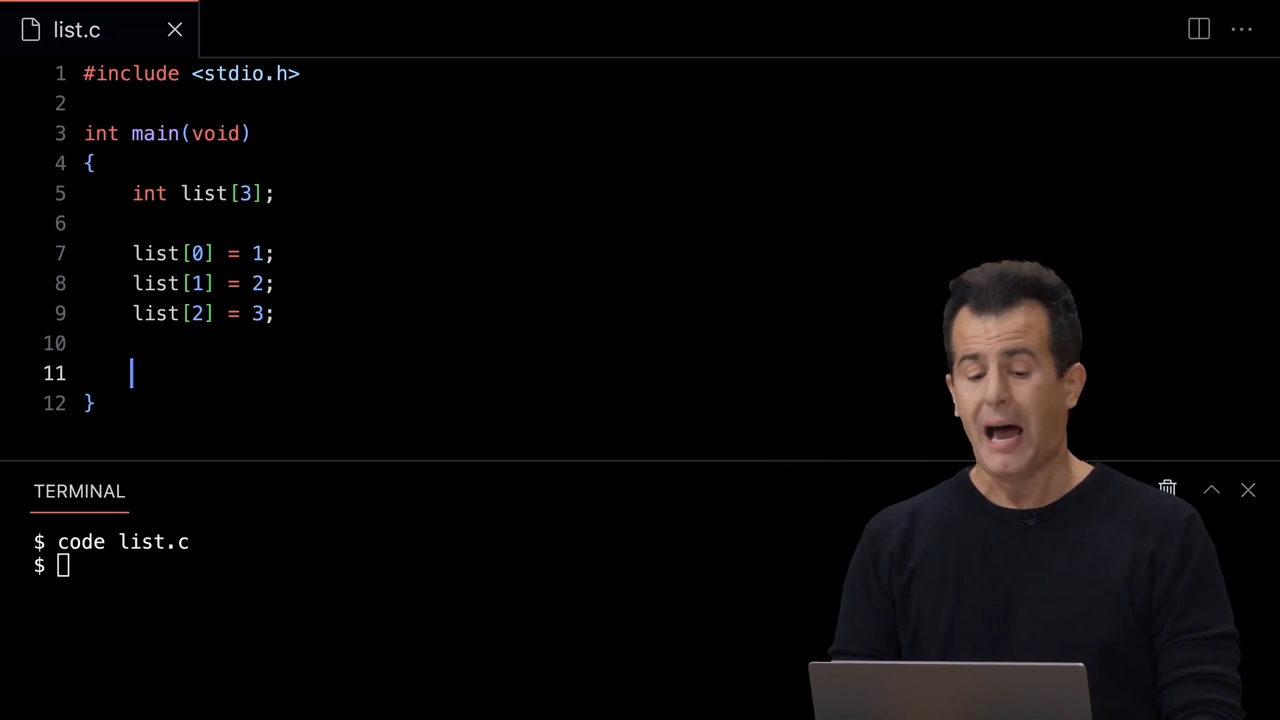 list.c
1 #include <stdio.h>
2
3 int main(void)
4 {
5     int list[3];
6
7     list[0] = 1;
8     list[1] = 2;
9     list[2] = 3;
10
11
12 }
TERMINAL
$ code list.c
$